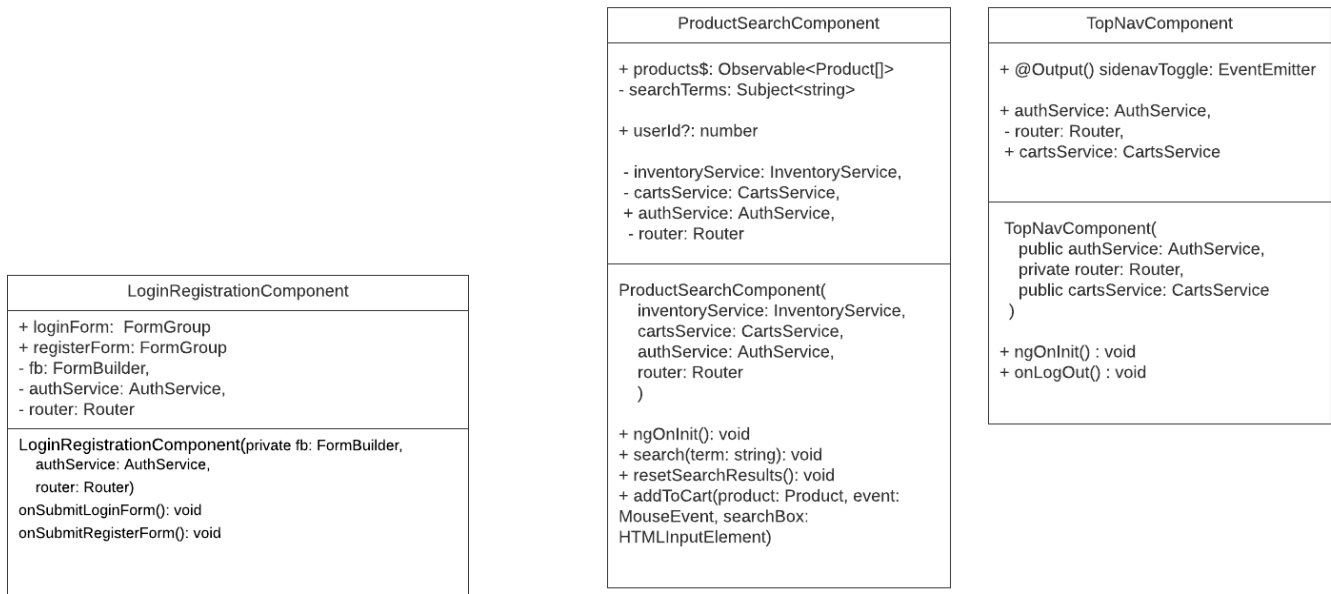 LoginRegistrationComponent
+ loginForm:  FormGroup
+ registerForm: FormGroup
- fb: FormBuilder,
- authService: AuthService,
- router: Router
LoginRegistrationComponent(private fb: FormBuilder,
authService: AuthService,
router: Router)
onSubmitLoginForm(): void
onSubmitRegisterForm(): void
ProductSearchComponent
+ products$: Observable<Product[]>
- searchTerms: Subject<string>
+ userId?: number
- inventoryService: InventoryService,
- cartsService: CartsService,
+ authService: AuthService,
- router: Router
ProductSearchComponent(
inventoryService: InventoryService,
cartsService: CartsService,
authService: AuthService,
router: Router
)
+ ngOnInit(): void
+ search(term: string): void
+ resetSearchResults(): void
+ addToCart(product: Product, event:
MouseEvent, searchBox:
HTMLInputElement)
TopNavComponent
+ @Output() sidenavToggle: EventEmitter
+ authService: AuthService,
- router: Router,
+ cartsService: CartsService
TopNavComponent(
public authService: AuthService,
private router: Router,
public cartsService: CartsService
)
+ ngOnInit() : void
+ onLogOut() : void